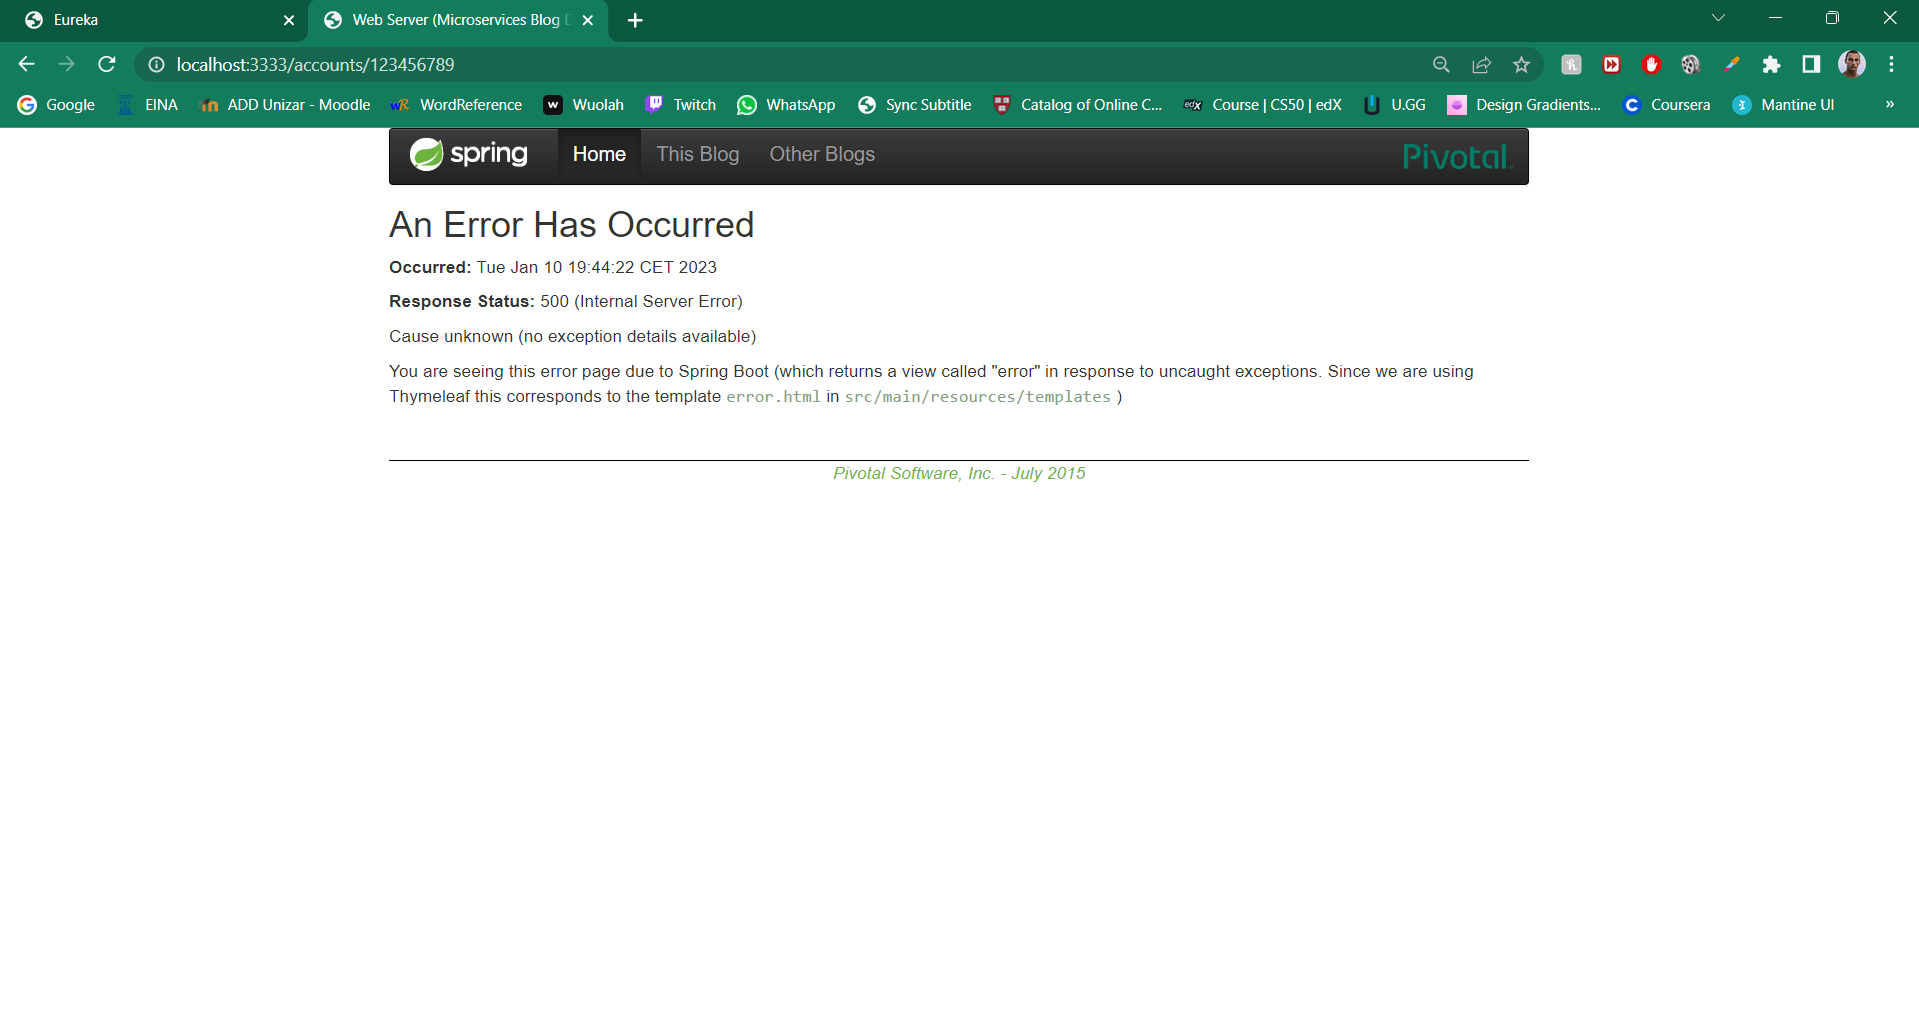 Eureka
Web Server (Microservices Blog
localhost:3333/accounts/123456789
Google EINA ADD Unizar - Moodle WordReference Wuolah Twitch WhatsApp Sync Subtitle Catalog of Online C... Course | CS50 | edX U.GG Design Gradients... Coursera Mantine UI »
spring Home This Blog Other Blogs Pivotal
An Error Has Occurred
Occurred: Tue Jan 10 19:44:22 CET 2023
Response Status: 500 (Internal Server Error)
Cause unknown (no exception details available)
You are seeing this error page due to Spring Boot (which returns a view called "error" in response to uncaught exceptions. Since we are using
Thymeleaf this corresponds to the template error.html in src/main/resources/templates )
Pivotal Software, Inc. - July 2015